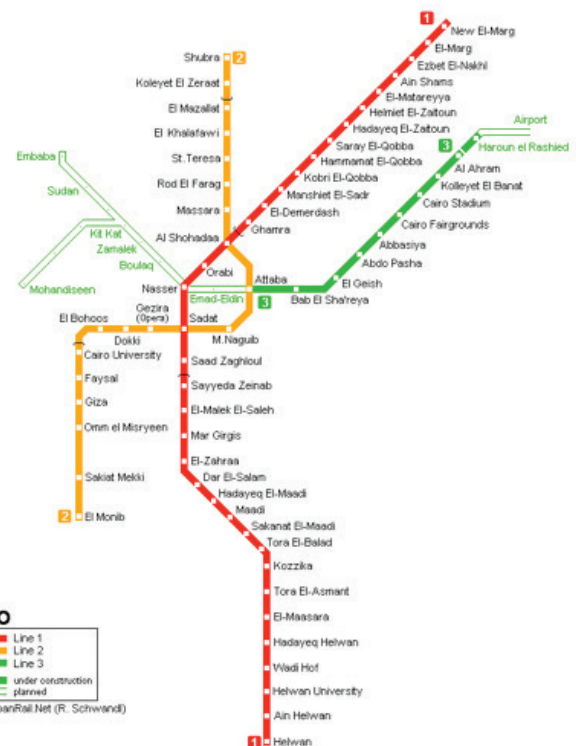 1
New El-Marg
El-Marg
Ezbet El-Nakhl
Ain Shams
El-Matareyya
Helmiet El-Zaitoun
Hadayeq El-Zaitoun
Saray El-Qobba
Hammamat El-Qobba
Kobri El-Qobba
Manshiet El-Sadr
El-Demerdash
Ghamra
Shubra
2
Koleyet El Zeraat
El Mazallat
El Khalafawi
St.Teresa
Rod El Farag
Massara
Al Shohadaa
Airport
3
Haroun el Rashied
Al Ahram
Kolleyet El Banat
Cairo Stadium
Cairo Fairgrounds
Abbasiya
Abdo Pasha
El Geish
Bab El Sha'reya
3
Attaba
Emad-Eldin
Orabi
Nasser
Embaba
Sudan
Kit Kat
Zamalek
Boulaq
Mohandiseen
El Bohoos
Dokki
Gezira
(Opera)
Sadat
M.Naguib
Cairo University
Faysal
Giza
Omm el Misryeen
Sakiat Mekki
2
El Monib
Saad Zaghloul
Sayyeda Zeinab
El-Malek El-Saleh
Mar Girgis
El-Zahraa
Dar El-Salam
Hadayeq El-Maadi
Maadi
Sakanat El-Maadi
Tora El-Balad
Kozzika
Tora El-Asmant
El-Maasara
Hadayeq Helwan
Wadi Hof
Helwan University
Ain Helwan
1
Helwan
Line 1
Line 2
Line 3
under construction
planned
anRail.Net (R. Schwandl)